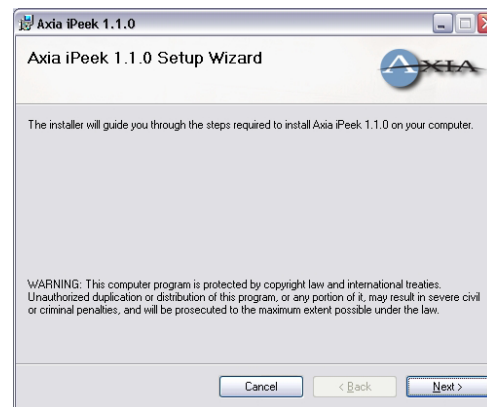 Axia iPeek 1.1.0
Axia iPeek 1.1.0 Setup Wizard
AXIA
The installer will guide you through the steps required to install Axia iPeek 1.1.0 on your computer.
WARNING: This computer program is protected by copyright law and international treaties.
Unauthorized duplication or distribution of this program, or any portion of it, may result in severe civil
or criminal penalties, and will be prosecuted to the maximum extent possible under the law.
Cancel
< Back
Next >